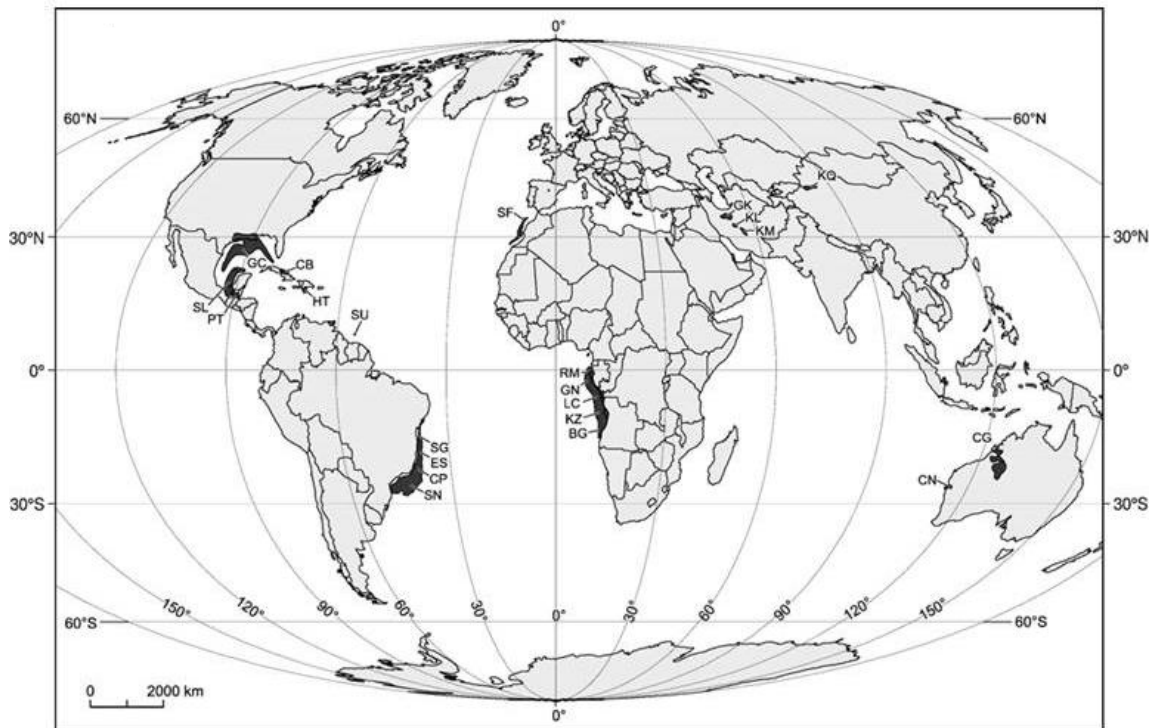 0°
60°N 60°N
KQ
GK
SF KL
KM
30°N 30°N
GC CB
SL HT
PT SU
0° RM 0°
GN
LC
KZ
BG
SG CG
ES
CP CN
SN
30°S 30°S
150° 120° 90° 60° 30° 0° 30° 60° 90° 120° 150°
60°S 60°S
0 2000 km
0°